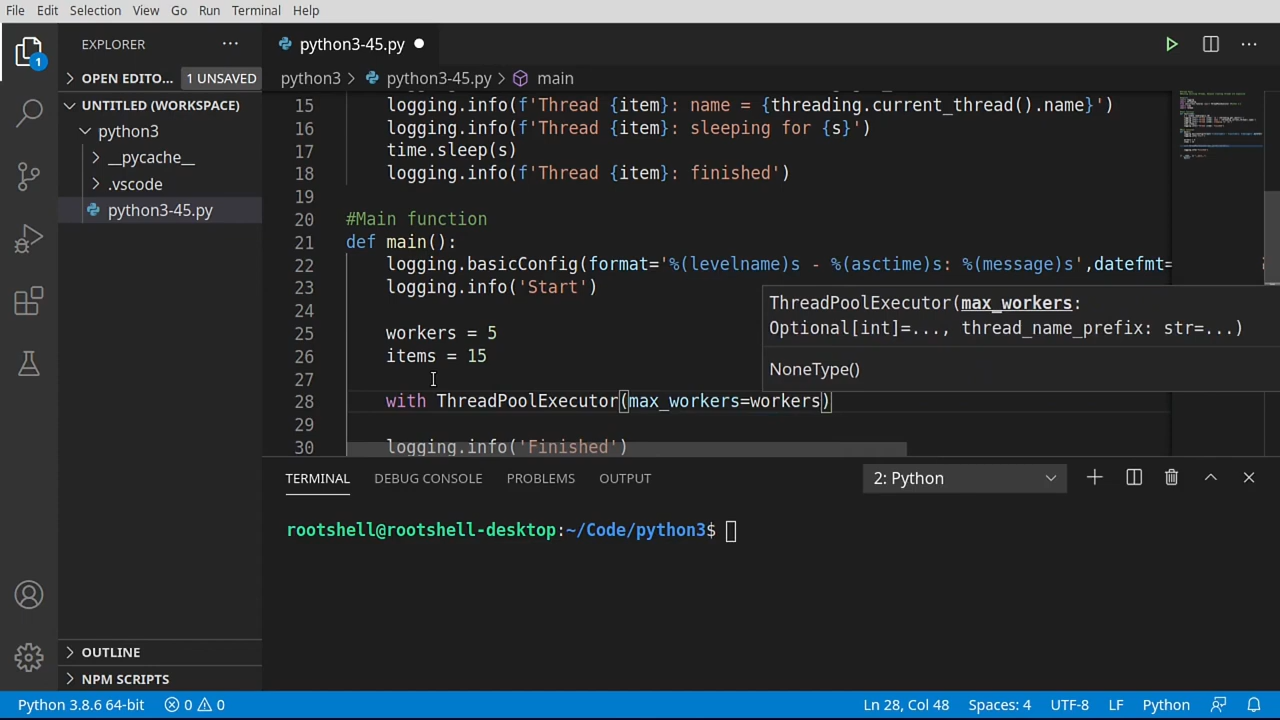 File Edit Selection View Go Run Terminal Help
EXPLORER ···
python3-45.py
1
OPEN EDITO... 1 UNSAVED
python3 > python3-45.py > main
UNTITLED (WORKSPACE)
python3
__pycache__
.vscode
python3-45.py
15 logging.info(f'Thread {item}: name = {threading.current_thread().name}')
16 logging.info(f'Thread {item}: sleeping for {s}')
17 time.sleep(s)
18 logging.info(f'Thread {item}: finished')
19
20 #Main function
21 def main():
22 logging.basicConfig(format='%(levelname)s - %(asctime)s: %(message)s',datefmt=
23 logging.info('Start')
24
25 workers = 5
26 items = 15
27
28 with ThreadPoolExecutor(max_workers=workers)
29
30 logging.info('Finished')
ThreadPoolExecutor(max_workers:
Optional[int]=..., thread_name_prefix: str=...)
NoneType()
TERMINAL DEBUG CONSOLE PROBLEMS OUTPUT 2: Python
rootshell@rootshell-desktop:~/Code/python3$
OUTLINE
NPM SCRIPTS
Python 3.8.6 64-bit 0 0 Ln 28, Col 48 Spaces: 4 UTF-8 LF Python